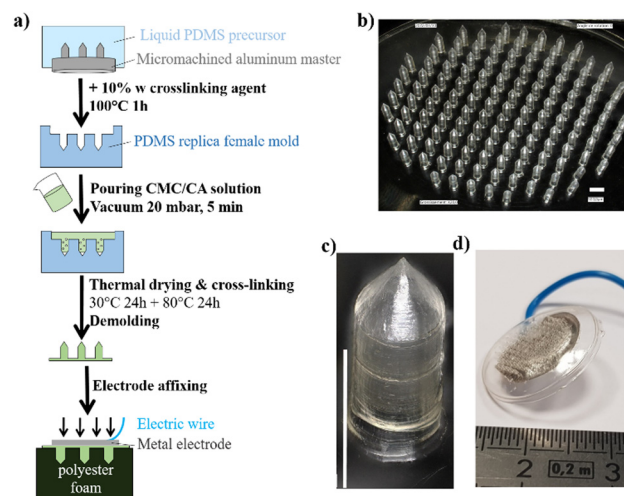 a)
Liquid PDMS precursor
Micromachined aluminum master
+ 10% w crosslinking agent
100°C 1h
PDMS replica female mold
Pouring CMC/CA solution
Vacuum 20 mbar, 5 min
Thermal drying & cross-linking
30°C 24h + 80°C 24h
Demolding
Electrode affixing
Electric wire
Metal electrode
polyester
foam
b)
c)
d)
2
0,2 m
3